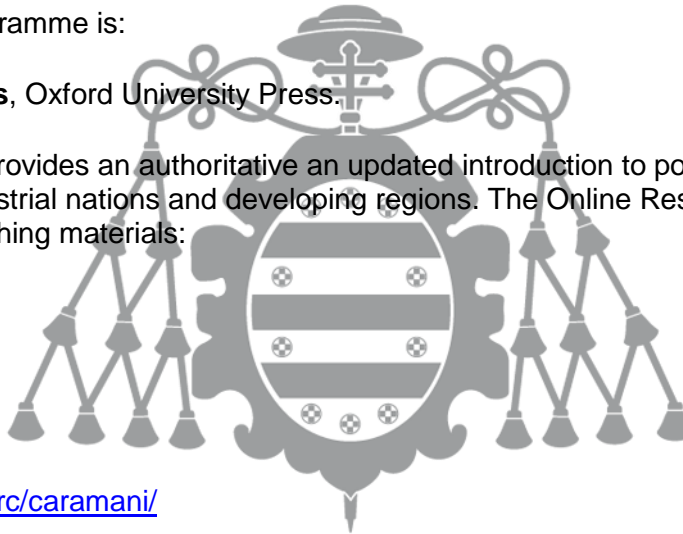 ramme is:
s, Oxford University Press.
rovides an authoritative an updated introduction to po
strial nations and developing regions. The Online Res
hing materials:
rc/caramani/